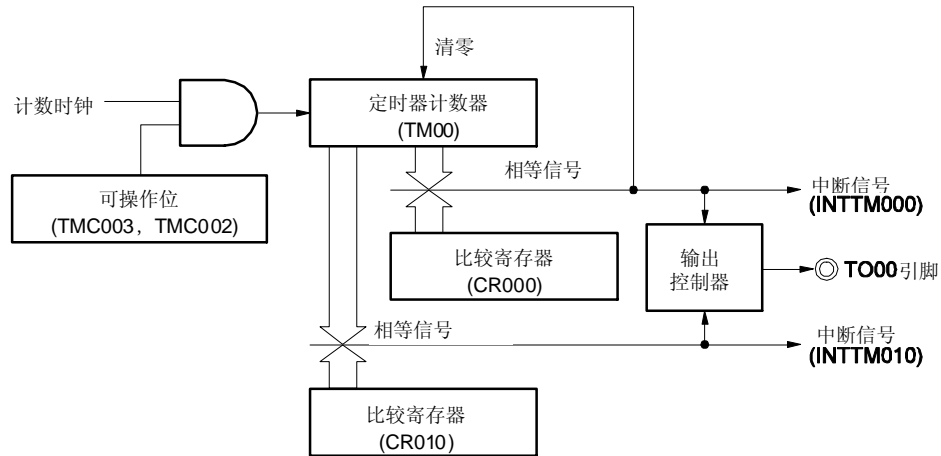 清零
计数时钟
定时器计数器
(TM00)
相等信号
可操作位
(TMC003，TMC002)
中断信号
(INTTM000)
比较寄存器
(CR000)
输出
控制器
TO00引脚
相等信号
中断信号
(INTTM010)
比较寄存器
(CR010)